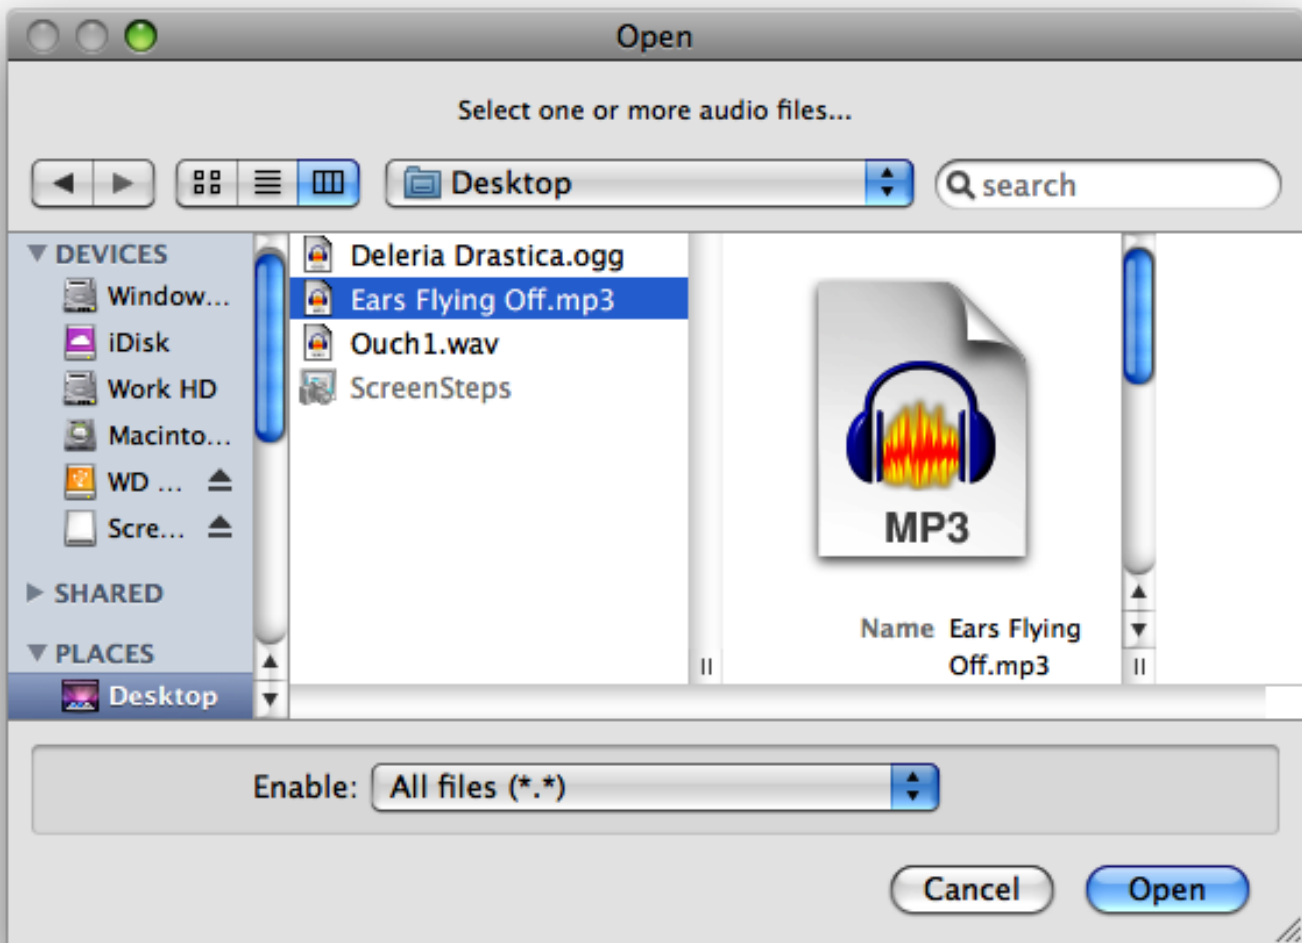 Open
Select one or more audio files...
Desktop
search
DEVICES
Window...
iDisk
Work HD
Macinto...
WD ...
Scre...
SHARED
PLACES
Desktop
Deleria Drastica.ogg
Ears Flying Off.mp3
Ouch1.wav
ScreenSteps
MP3
Name Ears Flying
Off.mp3
Enable: All files (*.*)
Cancel Open